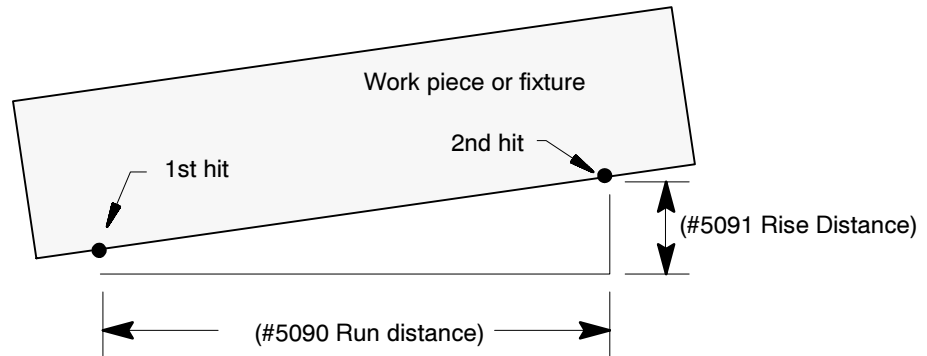 Work piece or fixture
2nd hit
1st hit
(#5091 Rise Distance)
(#5090 Run distance)